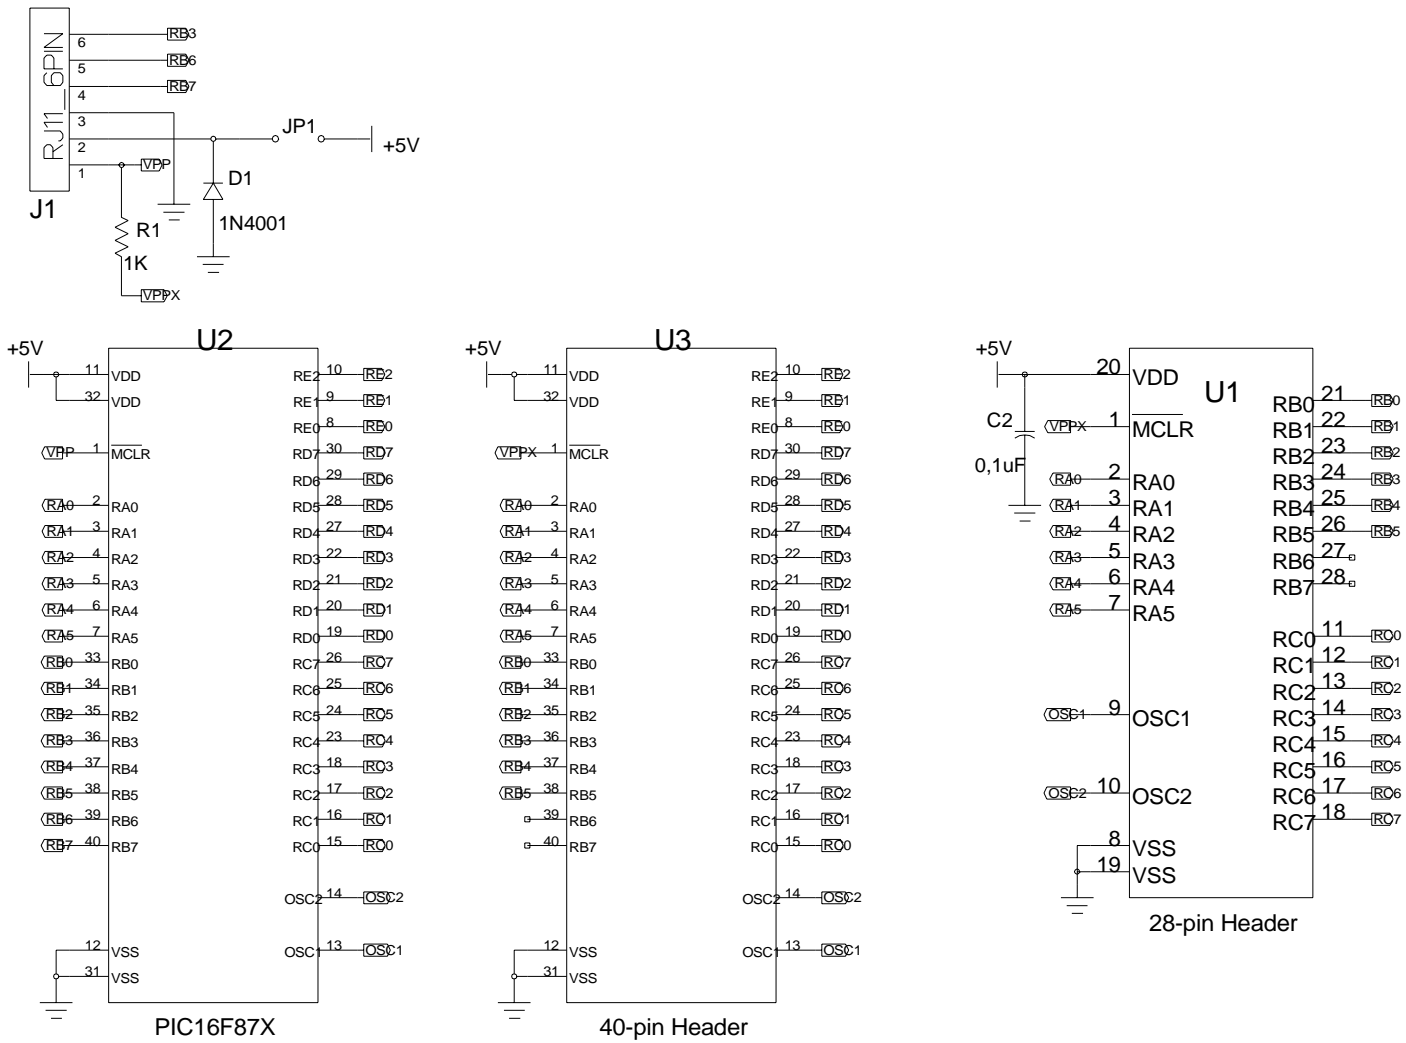 RJ11_6PIN
6 RB3
5 RB6
4 RB7
3
2
1 VPP
J1
JP1
+5V
D1
1N4001
R1
1K
VPPX
U2
+5V
11 VDD
32 VDD
VPP 1 MCLR
RA0 2 RA0
RA1 3 RA1
RA2 4 RA2
RA3 5 RA3
RA4 6 RA4
RA5 7 RA5
RB0 33 RB0
RB1 34 RB1
RB2 35 RB2
RB3 36 RB3
RB4 37 RB4
RB5 38 RB5
RB6 39 RB6
RB7 40 RB7
12 VSS
31 VSS
RE2 10 RE2
RE1 9 RE1
RE0 8 RE0
RD7 30 RD7
RD6 29 RD6
RD5 28 RD5
RD4 27 RD4
RD3 22 RD3
RD2 21 RD2
RD1 20 RD1
RD0 19 RD0
RC7 26 RC7
RC6 25 RC6
RC5 24 RC5
RC4 23 RC4
RC3 18 RC3
RC2 17 RC2
RC1 16 RC1
RC0 15 RC0
OSC2 14 OSC2
OSC1 13 OSC1
PIC16F87X
U3
+5V
11 VDD
32 VDD
VPPX 1 MCLR
RA0 2 RA0
RA1 3 RA1
RA2 4 RA2
RA3 5 RA3
RA4 6 RA4
RA5 7 RA5
RB0 33 RB0
RB1 34 RB1
RB2 35 RB2
RB3 36 RB3
RB4 37 RB4
RB5 38 RB5
39 RB6
40 RB7
12 VSS
31 VSS
RE2 10 RE2
RE1 9 RE1
RE0 8 RE0
RD7 30 RD7
RD6 29 RD6
RD5 28 RD5
RD4 27 RD4
RD3 22 RD3
RD2 21 RD2
RD1 20 RD1
RD0 19 RD0
RC7 26 RC7
RC6 25 RC6
RC5 24 RC5
RC4 23 RC4
RC3 18 RC3
RC2 17 RC2
RC1 16 RC1
RC0 15 RC0
OSC2 14 OSC2
OSC1 13 OSC1
40-pin Header
+5V
C2
0,1uF
U1
20 VDD
VPPX 1 MCLR
RA0 2 RA0
RA1 3 RA1
RA2 4 RA2
RA3 5 RA3
RA4 6 RA4
RA5 7 RA5
OSC1 9 OSC1
OSC2 10 OSC2
8 VSS
19 VSS
RB0 21 RB0
RB1 22 RB1
RB2 23 RB2
RB3 24 RB3
RB4 25 RB4
RB5 26 RB5
RB6 27
RB7 28
RC0 11 RC0
RC1 12 RC1
RC2 13 RC2
RC3 14 RC3
RC4 15 RC4
RC5 16 RC5
RC6 17 RC6
RC7 18 RC7
28-pin Header